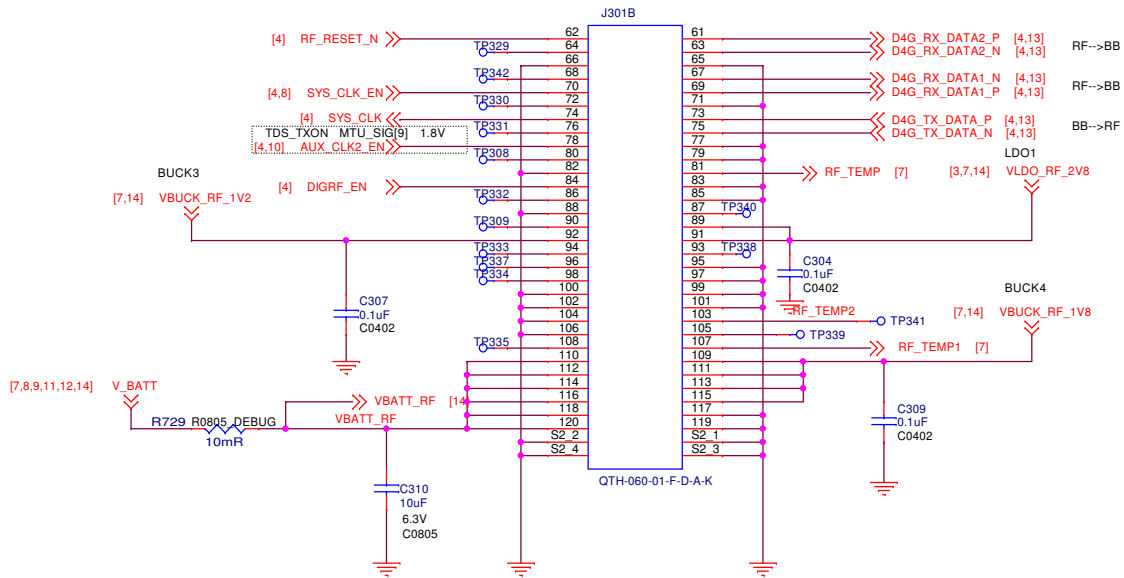 J301B
[4] RF_RESET_N 62 61 D4G_RX_DATA2_P [4,13]
TP329 64 63 D4G_RX_DATA2_N [4,13] RF-->BB
66 65
TP342 68 67 D4G_RX_DATA1_N [4,13]
[4,8] SYS_CLK_EN 70 69 D4G_RX_DATA1_P [4,13] RF-->BB
TP330 72 71
[4] SYS_CLK 74 73 D4G_TX_DATA_P [4,13]
TP331 76 75 D4G_TX_DATA_N [4,13] BB-->RF
TDS_TXON MTU_SIG[9] 1.8V
[4,10] AUX_CLK2_EN 78 77
TP308 80 79 LDO1
BUCK3 82 81 RF_TEMP [7] [3,7,14] VLDO_RF_2V8
[4] DIGRF_EN 84 83
[7,14] VBUCK_RF_1V2 TP332 86 85
88 87 TP340
TP309 90 89
92 91
TP333 94 93 TP338
TP337 96 95 C304
TP334 98 97 0.1uF
100 99 C0402
C307 102 101 BUCK4
0.1uF 104 103 RF_TEMP2 TP341 [7,14] VBUCK_RF_1V8
C0402 106 105 TP339
TP335 108 107 RF_TEMP1 [7]
110 109
112 111
[7,8,9,11,12,14] V_BATT 114 113
VBATT_RF [14] 116 115
118 117 C309
VBATT_RF 0.1uF
R729 R0805_DEBUG 120 119 C0402
10mR S2_2 S2_1
S2_4 S2_3
QTH-060-01-F-D-A-K
C310
10uF
6.3V
C0805